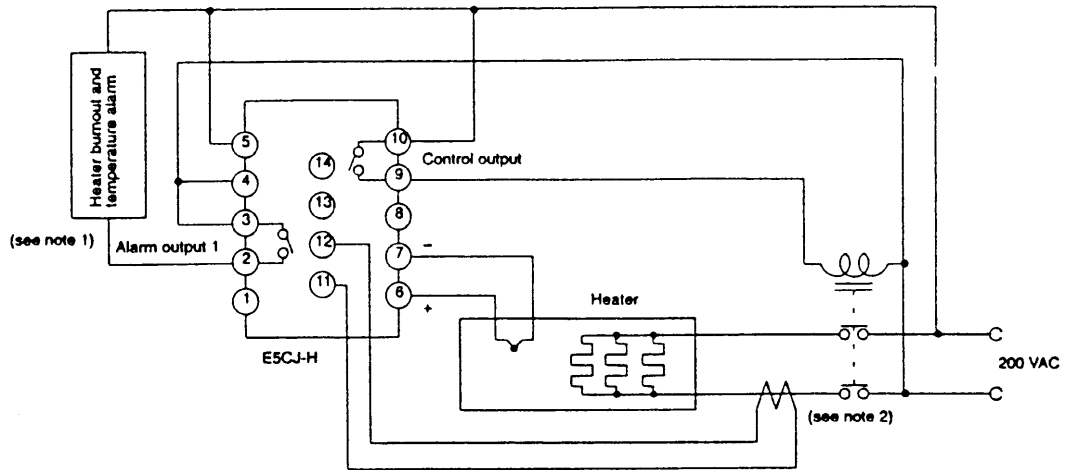 Heater burnout and
temperature alarm
(see note 1)
Alarm output 1
5
4
3
2
1
14
13
12
11
10
9
8
7
6
−
+
Control output
E5CJ-H
Heater
200 VAC
(see note 2)